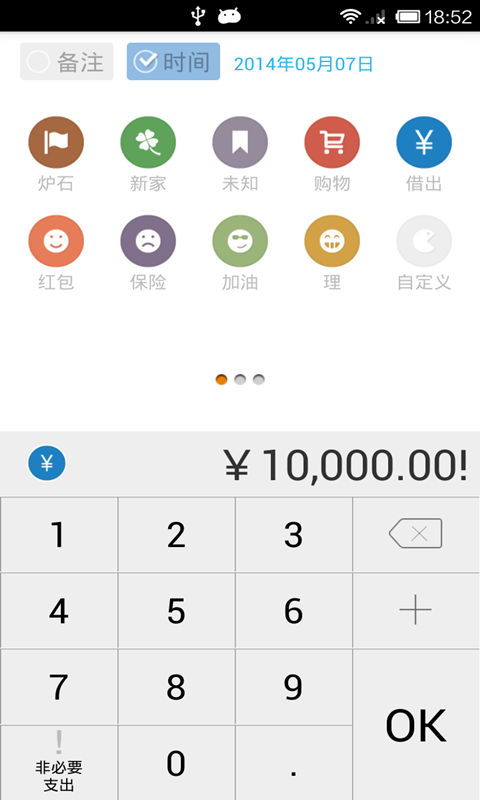 18:52
备注 时间 2014年05月07日
¥
炉石 新家 未知 购物 借出
红包 保险 加油 理 自定义
¥ ¥10,000.00!
1 2 3
4 5 6 +
7 8 9
OK
!
非必要
支出
0 .